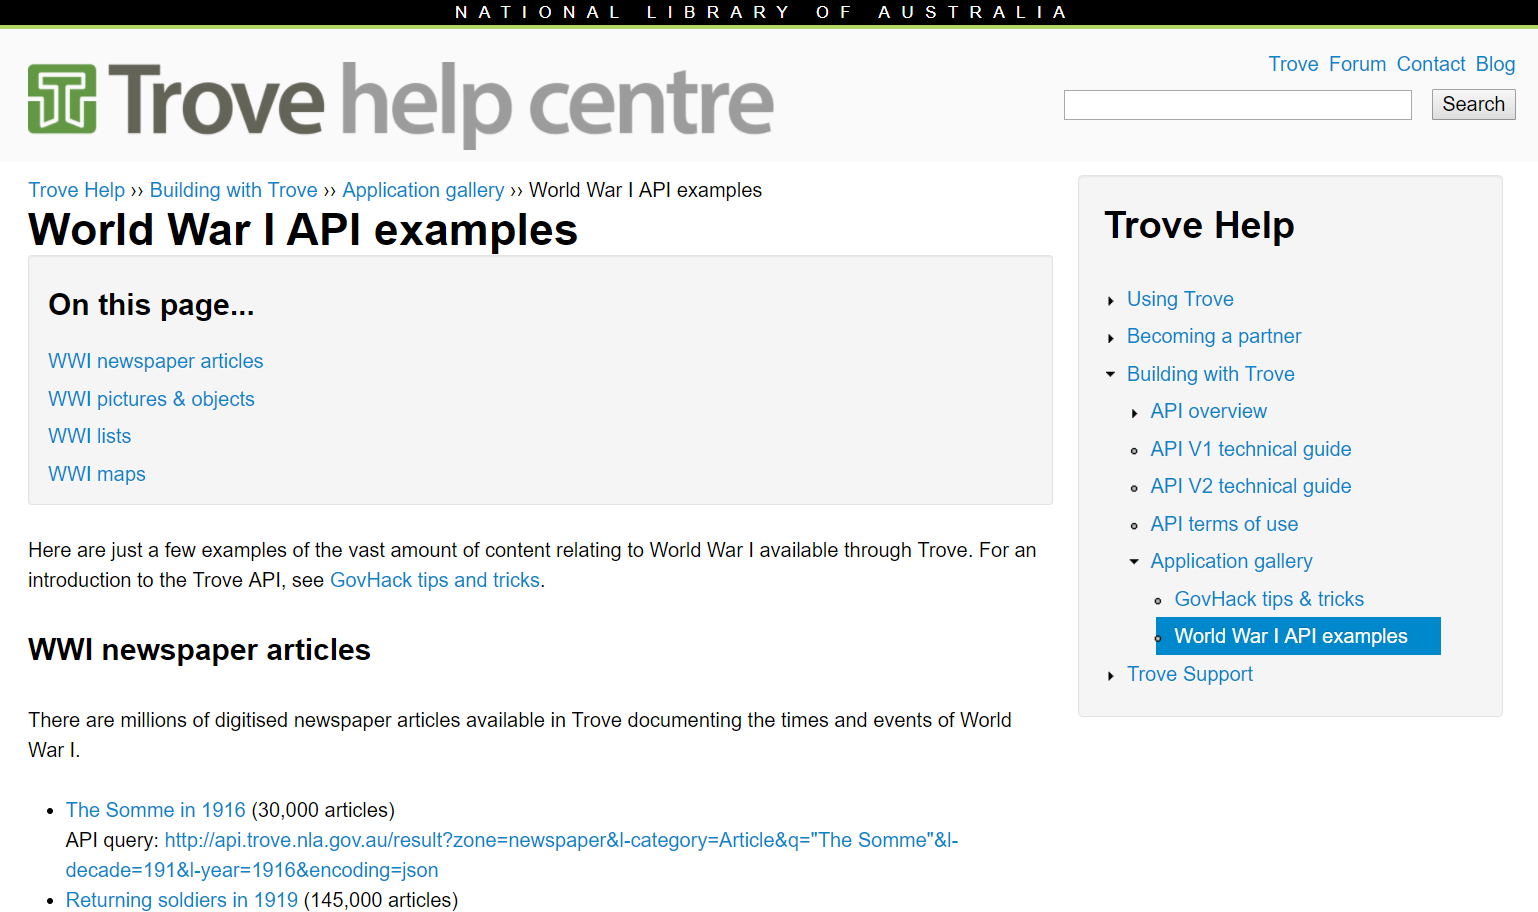 NATIONAL LIBRARY OF AUSTRALIA
Trove help centre
Trove Forum Contact Blog
Search
Trove Help ›› Building with Trove ›› Application gallery ›› World War I API examples
World War I API examples
On this page...
WWI newspaper articles
WWI pictures & objects
WWI lists
WWI maps
Here are just a few examples of the vast amount of content relating to World War I available through Trove. For an
introduction to the Trove API, see GovHack tips and tricks.
WWI newspaper articles
There are millions of digitised newspaper articles available in Trove documenting the times and events of World
War I.
The Somme in 1916 (30,000 articles)
API query: http://api.trove.nla.gov.au/result?zone=newspaper&l-category=Article&q="The Somme"&l-
decade=191&l-year=1916&encoding=json
Returning soldiers in 1919 (145,000 articles)
Trove Help
Using Trove
Becoming a partner
Building with Trove
API overview
API V1 technical guide
API V2 technical guide
API terms of use
Application gallery
GovHack tips & tricks
World War I API examples
Trove Support